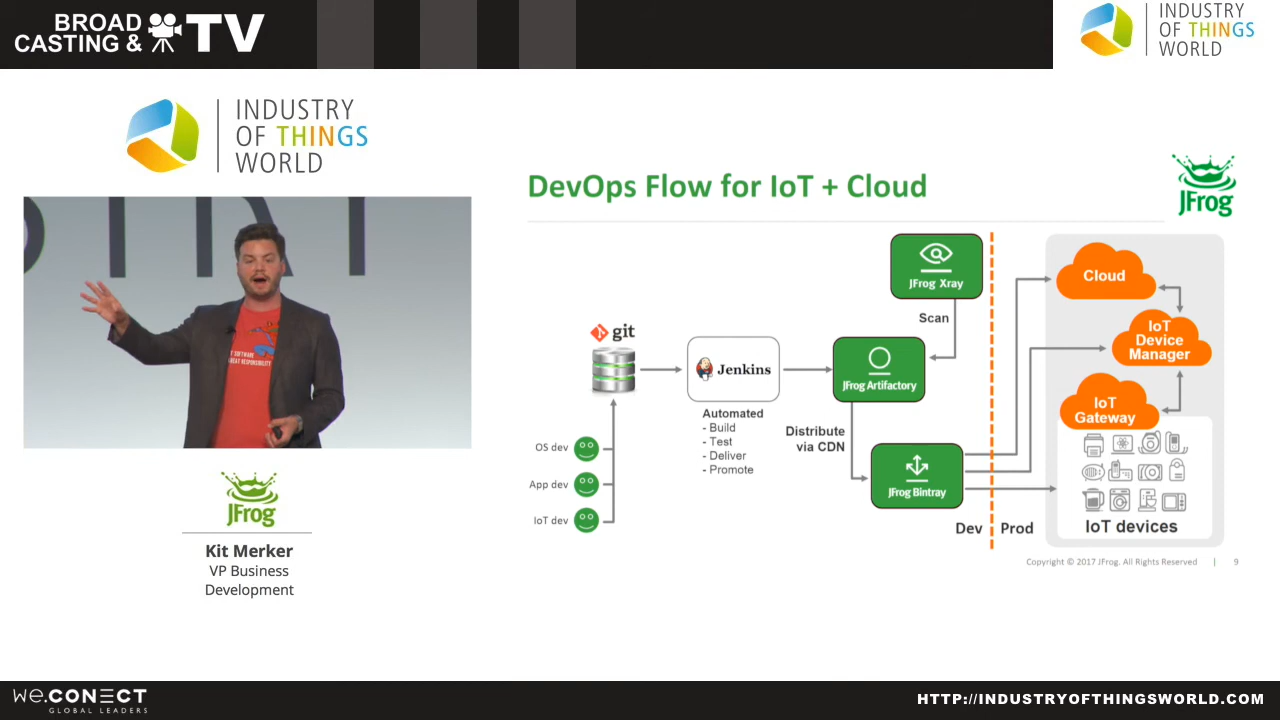 BROAD
CASTING & TV
INDUSTRY
OF THINGS
WORLD
INDUSTRY
OF THINGS
WORLD
SOFTWARE
RESPONSIBILITY
JFrog
Kit Merker
VP Business
Development
DevOps Flow for IoT + Cloud
JFrog
JFrog Xray
Scan
git
Jenkins
JFrog Artifactory
Automated
- Build
- Test
- Deliver
- Promote
Distribute
via CDN
JFrog Bintray
OS dev
App dev
IoT dev
Dev
Prod
Cloud
IoT
Device
Manager
IoT
Gateway
IoT devices
Copyright © 2017 JFrog. All Rights Reserved | 9
we.CONECT
GLOBAL LEADERS
HTTP://INDUSTRYOFTHINGSWORLD.COM